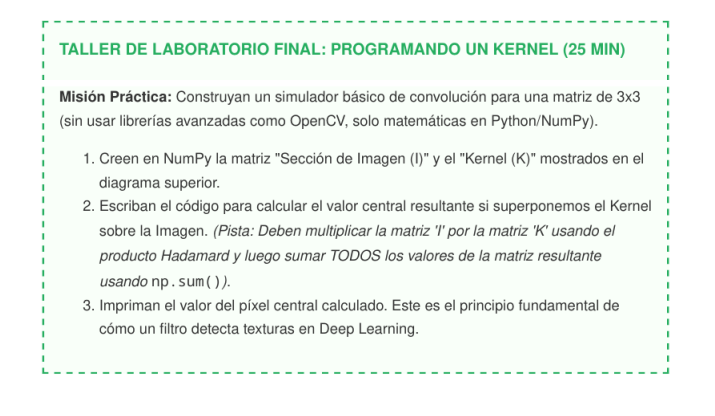 TALLER DE LABORATORIO FINAL: PROGRAMANDO UN KERNEL (25 MIN)
Misión Práctica: Construyan un simulador básico de convolución para una matriz de 3x3
(sin usar librerías avanzadas como OpenCV, solo matemáticas en Python/NumPy).
1. Creen en NumPy la matriz "Sección de Imagen (I)" y el "Kernel (K)" mostrados en el
diagrama superior.
2. Escriban el código para calcular el valor central resultante si superponemos el Kernel
sobre la Imagen. (Pista: Deben multiplicar la matriz 'I' por la matriz 'K' usando el
producto Hadamard y luego sumar TODOS los valores de la matriz resultante
usando np.sum()).
3. Impriman el valor del píxel central calculado. Este es el principio fundamental de
cómo un filtro detecta texturas en Deep Learning.